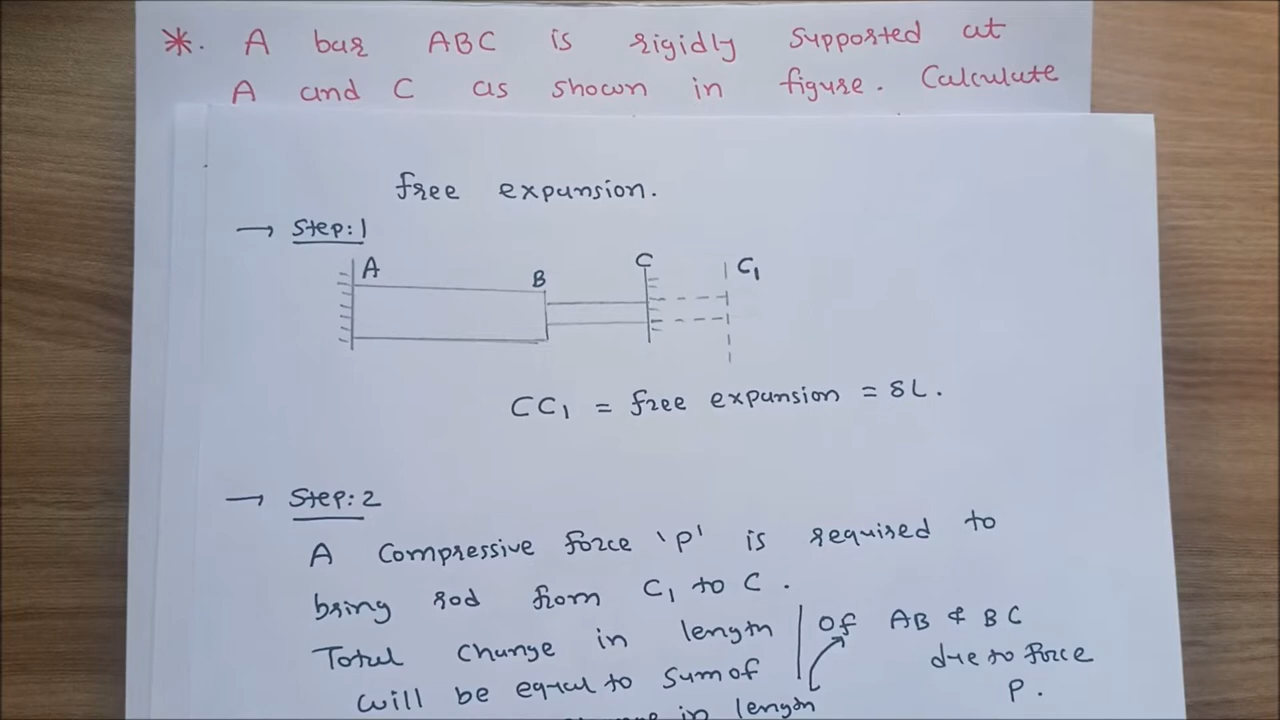 *. A bar ABC is rigidly supported at
A and C as shown in figure. Calculate
free expansion.
→ Step:1
A B C C₁
CC₁ = free expansion = δL.
→ Step:2
A compressive force 'P' is required to
bring rod from C₁ to C.
Total change in length of AB & BC
will be equal to sum of due to force
in length P.